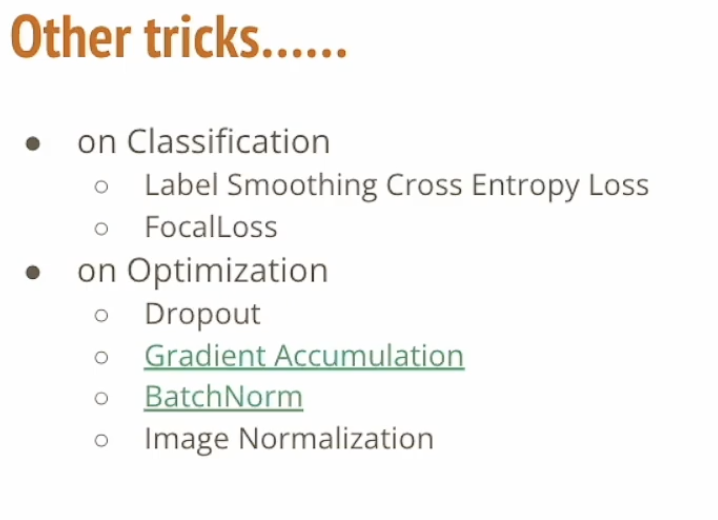 Other tricks......
● on Classification
○ Label Smoothing Cross Entropy Loss
○ FocalLoss
● on Optimization
○ Dropout
○ Gradient Accumulation
○ BatchNorm
○ Image Normalization